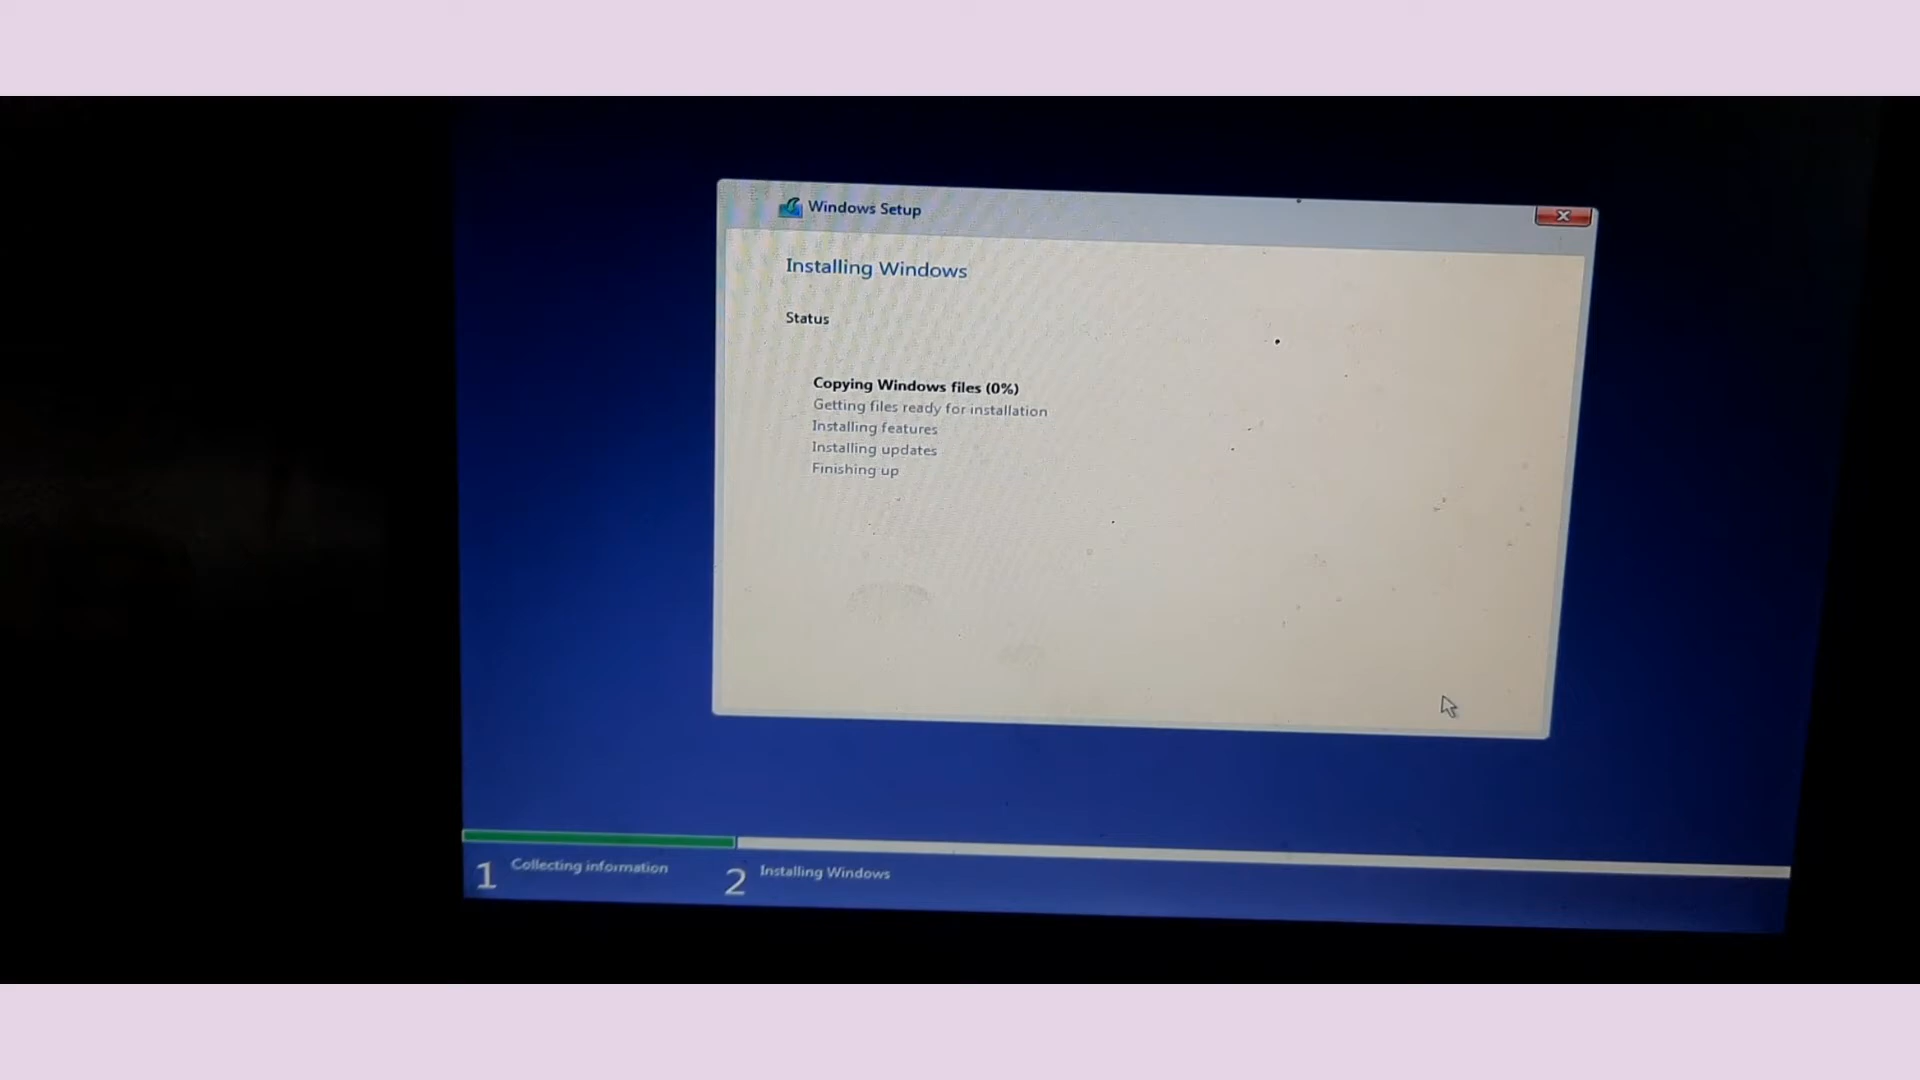 Windows Setup
Installing Windows
Status
Copying Windows files (0%)
Getting files ready for installation
Installing features
Installing updates
Finishing up
1 Collecting information
2 Installing Windows